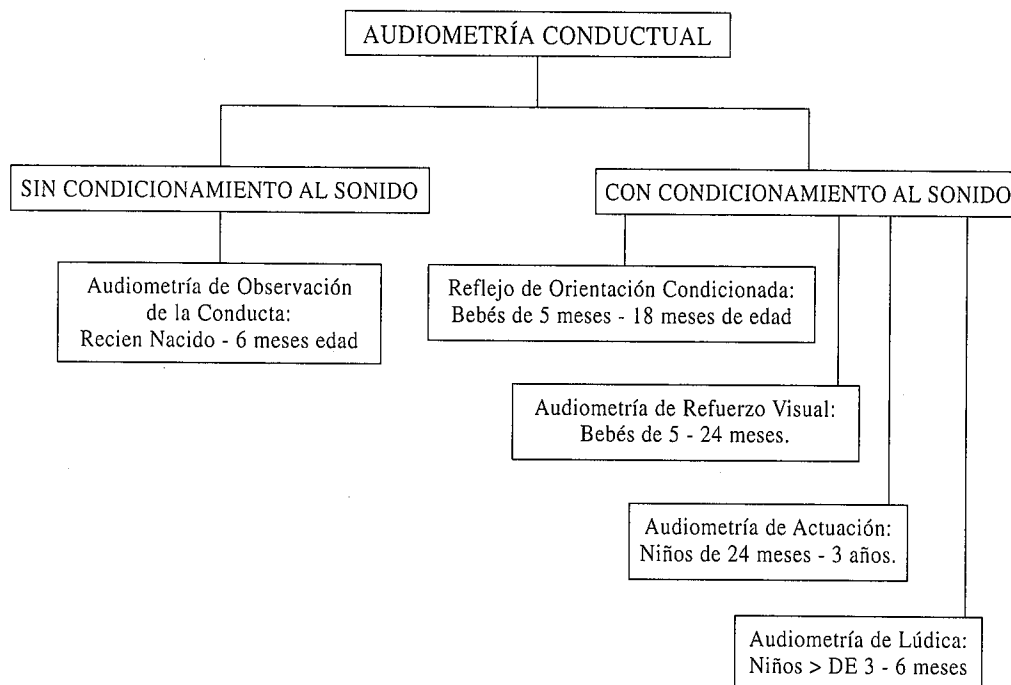 AUDIOMETRÍA CONDUCTUAL
SIN CONDICIONAMIENTO AL SONIDO
CON CONDICIONAMIENTO AL SONIDO
Audiometría de Observación
de la Conducta:
Recien Nacido - 6 meses edad
Reflejo de Orientación Condicionada:
Bebés de 5 meses - 18 meses de edad
Audiometría de Refuerzo Visual:
Bebés de 5 - 24 meses.
Audiometría de Actuación:
Niños de 24 meses - 3 años.
Audiometría de Lúdica:
Niños > DE 3 - 6 meses